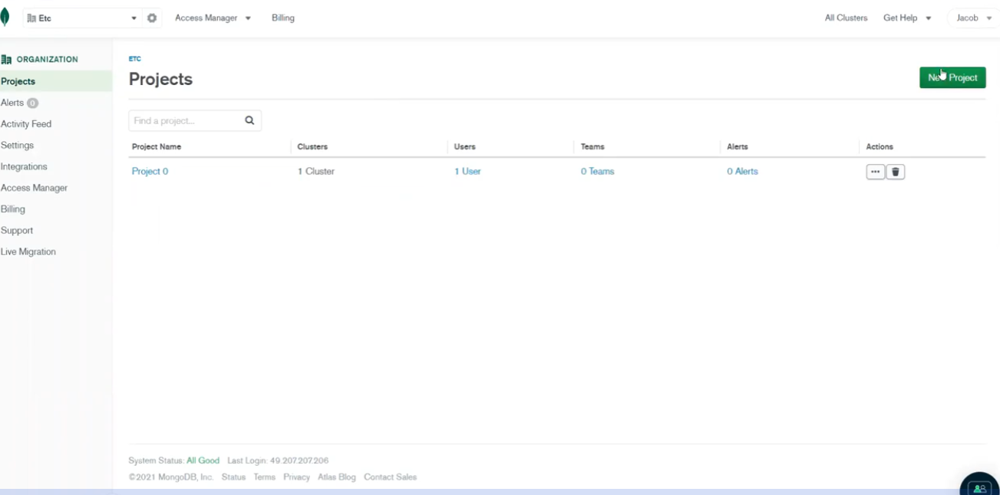 Etc Access Manager Billing All Clusters Get Help Jacob
ORGANIZATION
Projects
Alerts 0
Activity Feed
Settings
Integrations
Access Manager
Billing
Support
Live Migration
ETC
Projects
New Project
Find a project...
Project Name Clusters Users Teams Alerts Actions
Project 0 1 Cluster 1 User 0 Teams 0 Alerts
System Status: All Good Last Login: 49.207.207.206
©2021 MongoDB, Inc. Status Terms Privacy Atlas Blog Contact Sales